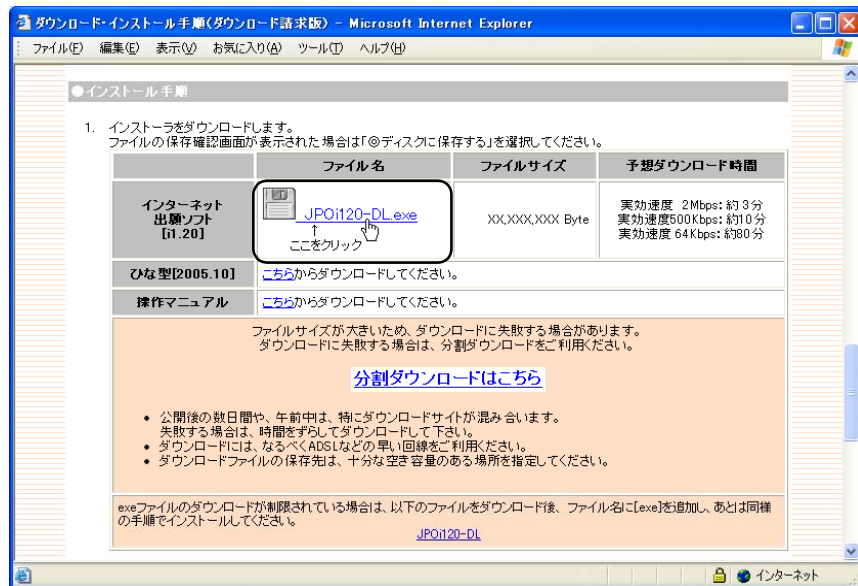 ダウンロード・インストール手順(ダウンロード請求版) - Microsoft Internet Explorer
ファイル(F) 編集(E) 表示(V) お気に入り(A) ツール(T) ヘルプ(H)
●インストール手順
1. インストーラをダウンロードします。
ファイルの保存確認画面が表示された場合は「◎ディスクに保存する」を選択してください。
ファイル名 ファイルサイズ 予想ダウンロード時間
インターネット
出願ソフト
[i1.20]
JPOi120-DL.exe
↑
ここをクリック
XX,XXX,XXX Byte
実効速度 2Mbps:約3分
実効速度500Kbps:約10分
実効速度 64Kbps:約80分
ひな型[2005.10] こちらからダウンロードしてください。
操作マニュアル こちらからダウンロードしてください。
ファイルサイズが大きいため、ダウンロードに失敗する場合があります。
ダウンロードに失敗する場合は、分割ダウンロードをご利用ください。
分割ダウンロードはこちら
• 公開後の数日間や、午前中は、特にダウンロードサイトが混み合います。
失敗する場合は、時間をずらしてダウンロードして下さい。
• ダウンロードには、なるべくADSLなどの早い回線をご利用ください。
• ダウンロードファイルの保存先は、十分な空き容量のある場所を指定してください。
exeファイルのダウンロードが制限されている場合は、以下のファイルをダウンロード後、ファイル名に[exe]を追加し、あとは同様
の手順でインストールしてください。
JPOi120-DL
インターネット